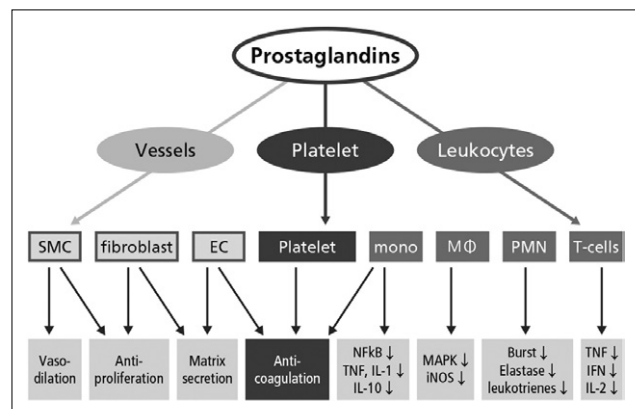 Prostaglandins
Vessels
Platelet
Leukocytes
SMC
fibroblast
EC
Platelet
mono
MΦ
PMN
T-cells
Vaso-
dilation
Anti-
proliferation
Matrix
secretion
Anti-
coagulation
NFkB ↓
TNF, IL-1 ↓
IL-10 ↓
MAPK ↓
iNOS ↓
Burst ↓
Elastase ↓
leukotrienes ↓
TNF ↓
IFN ↓
IL-2 ↓